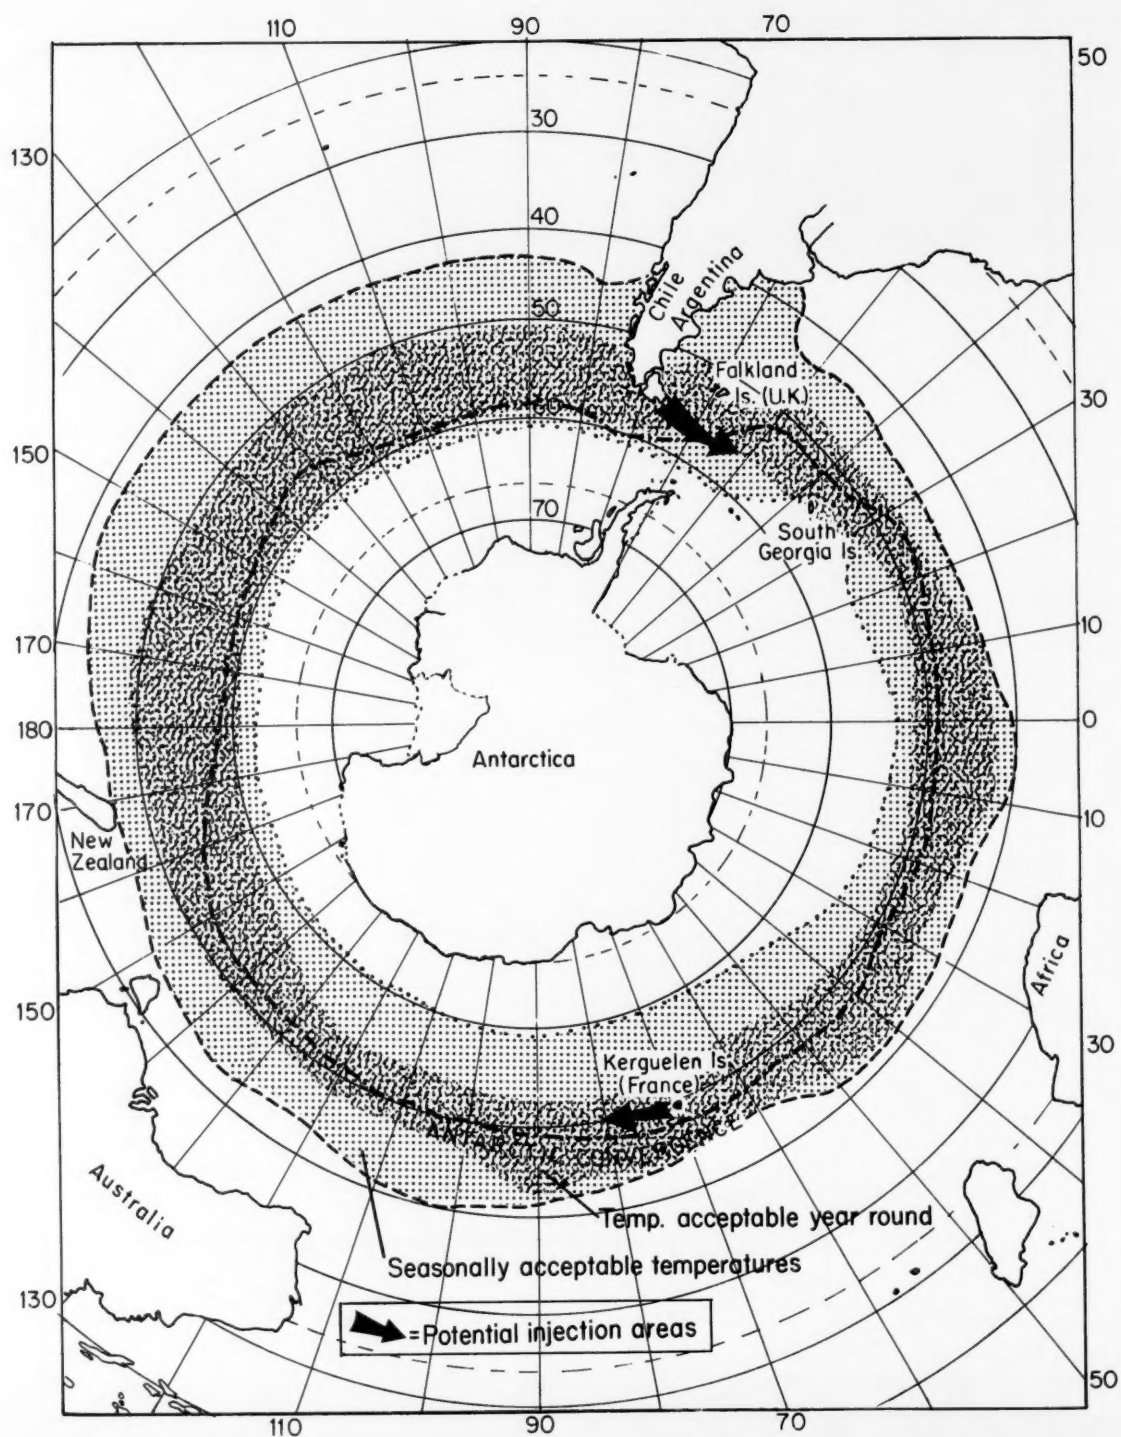 110
90
70
50
130
30
40
Chile
Argentina
50
Falkland
Is. (U.K.)
30
60
150
70
South
Georgia Is.
170
10
180
Antarctica
0
170
10
New
Zealand
Africa
150
Kerguelen Is.
(France)
30
ANTARCTIC CONVERGENCE
Australia
Temp. acceptable year round
Seasonally acceptable temperatures
130
=Potential injection areas
50
110
90
70